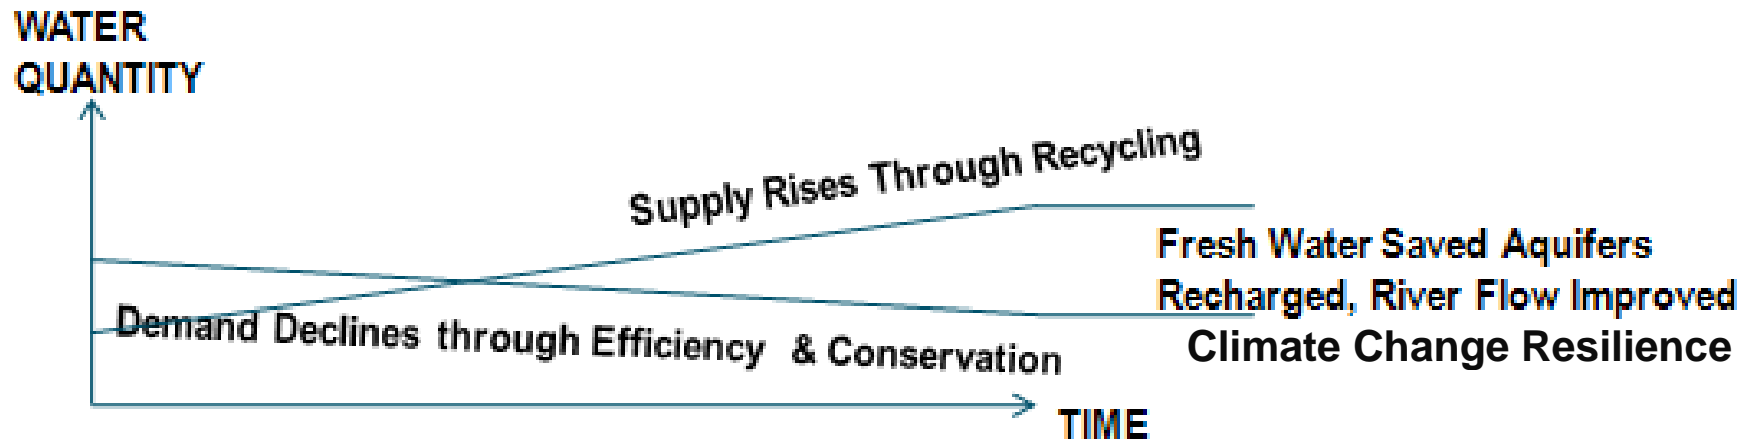 WATER
QUANTITY
Supply Rises Through Recycling
Fresh Water Saved Aquifers
Recharged, River Flow Improved
Demand Declines through Efficiency & Conservation
Climate Change Resilience
TIME